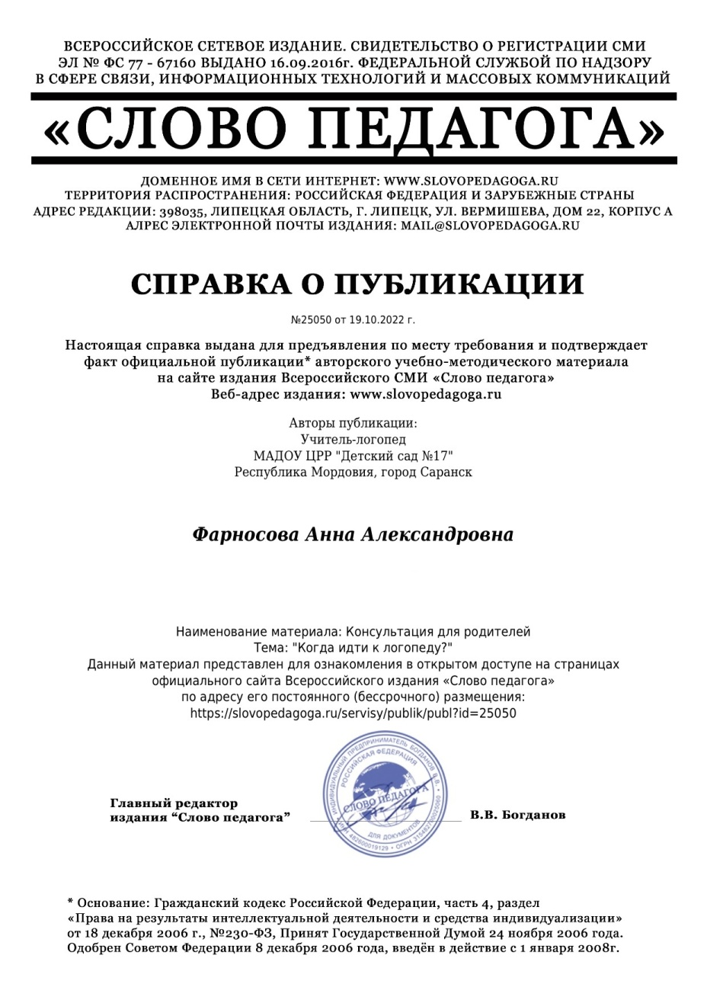 ВСЕРОССИЙСКОЕ СЕТЕВОЕ ИЗДАНИЕ. СВИДЕТЕЛЬСТВО О РЕГИСТРАЦИИ СМИ
ЭЛ № ФС 77 - 67160 ВЫДАНО 16.09.2016г. ФЕДЕРАЛЬНОЙ СЛУЖБОЙ ПО НАДЗОРУ
В СФЕРЕ СВЯЗИ, ИНФОРМАЦИОННЫХ ТЕХНОЛОГИЙ И МАССОВЫХ КОММУНИКАЦИЙ
«СЛОВО ПЕДАГОГА»
ДОМЕННОЕ ИМЯ В СЕТИ ИНТЕРНЕТ: WWW.SLOVOPEDAGOGA.RU
ТЕРРИТОРИЯ РАСПРОСТРАНЕНИЯ: РОССИЙСКАЯ ФЕДЕРАЦИЯ И ЗАРУБЕЖНЫЕ СТРАНЫ
АДРЕС РЕДАКЦИИ: 398035, ЛИПЕЦКАЯ ОБЛАСТЬ, Г. ЛИПЕЦК, УЛ. ВЕРМИШЕВА, ДОМ 22, КОРПУС А
АЛРЕС ЭЛЕКТРОННОЙ ПОЧТЫ ИЗДАНИЯ: MAIL@SLOVOPEDAGOGA.RU
СПРАВКА О ПУБЛИКАЦИИ
№25050 от 19.10.2022 г.
Настоящая справка выдана для предъявления по месту требования и подтверждает
факт официальной публикации* авторского учебно-методического материала
на сайте издания Всероссийского СМИ «Слово педагога»
Веб-адрес издания: www.slovopedagoga.ru
Авторы публикации:
Учитель-логопед
МАДОУ ЦРР "Детский сад №17"
Республика Мордовия, город Саранск
Фарносова Анна Александровна
Наименование материала: Консультация для родителей
Тема: "Когда идти к логопеду?"
Данный материал представлен для ознакомления в открытом доступе на страницах
официального сайта Всероссийского издания «Слово педагога»
по адресу его постоянного (бессрочного) размещения:
https://slovopedagoga.ru/servisy/publik/publ?id=25050
ИНДИВИДУАЛЬНЫЙ ПРЕДПРИНИМАТЕЛЬ БОГДАНОВ В.В.
РОССИЙСКАЯ ФЕДЕРАЦИЯ
СЛОВО ПЕДАГОГА
ДЛЯ ДОКУМЕНТОВ
Главный редактор
издания “Слово педагога”
В.В. Богданов
* Основание: Гражданский кодекс Российской Федерации, часть 4, раздел
«Права на результаты интеллектуальной деятельности и средства индивидуализации»
от 18 декабря 2006 г., №230-ФЗ, Принят Государственной Думой 24 ноября 2006 года.
Одобрен Советом Федерации 8 декабря 2006 года, введён в действие с 1 января 2008г.